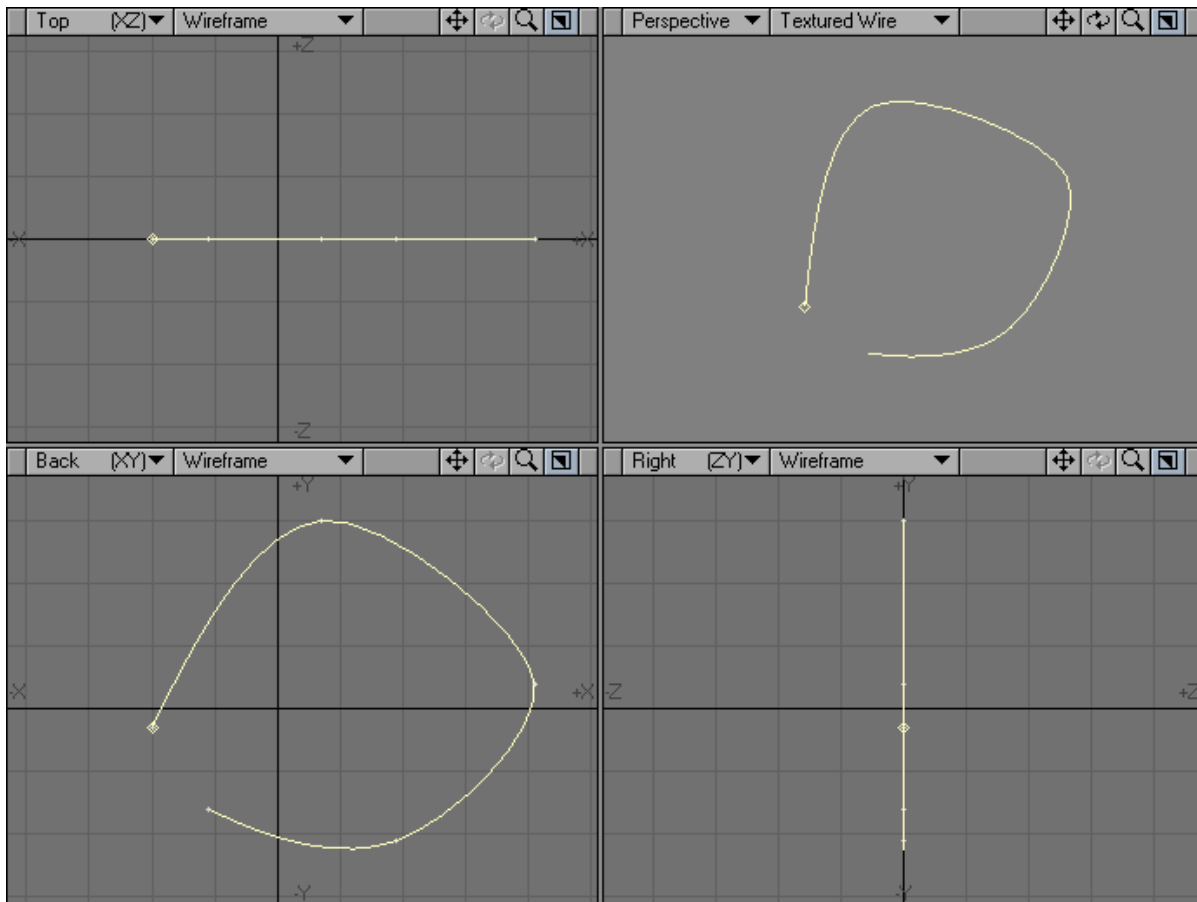 Top (XZ) Wireframe
Perspective Textured Wire
+Z
-X +X
-Z
Back (XY) Wireframe
Right (ZY) Wireframe
+Y +Y
-X +X -Z +Z
-Y -Y